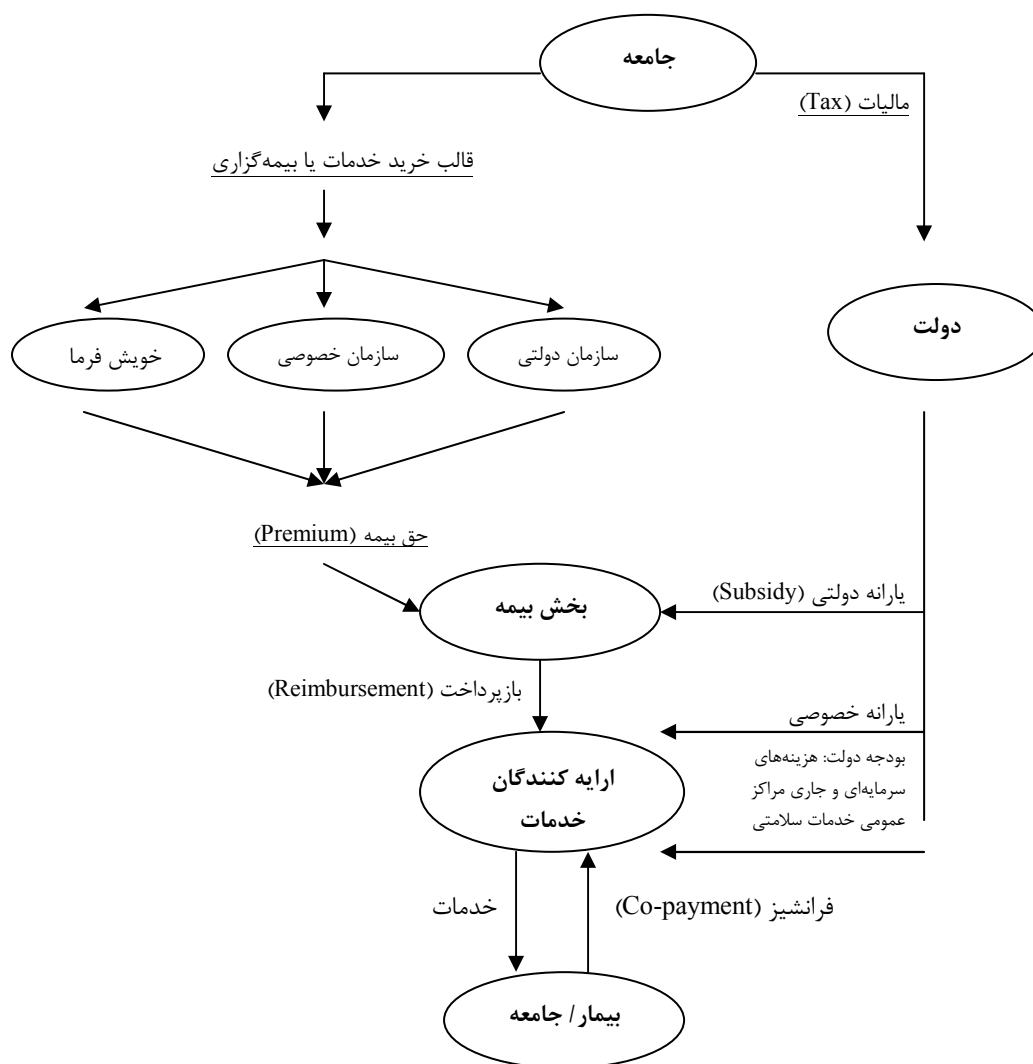 جامعه
مالیات (Tax)
قالب خرید خدمات یا بیمه‌گزاری
دولت
سازمان دولتی
سازمان خصوصی
خویش فرما
حق بیمه (Premium)
یارانه دولتی (Subsidy)
بخش بیمه
بازپرداخت (Reimbursement)
یارانه خصوصی
بودجه دولت: هزینه‌های
سرمایه‌ای و جاری مراکز
عمومی خدمات سلامتی
ارایه کنندگان
خدمات
فرانشیز (Co-payment)
خدمات
بیمار/ جامعه